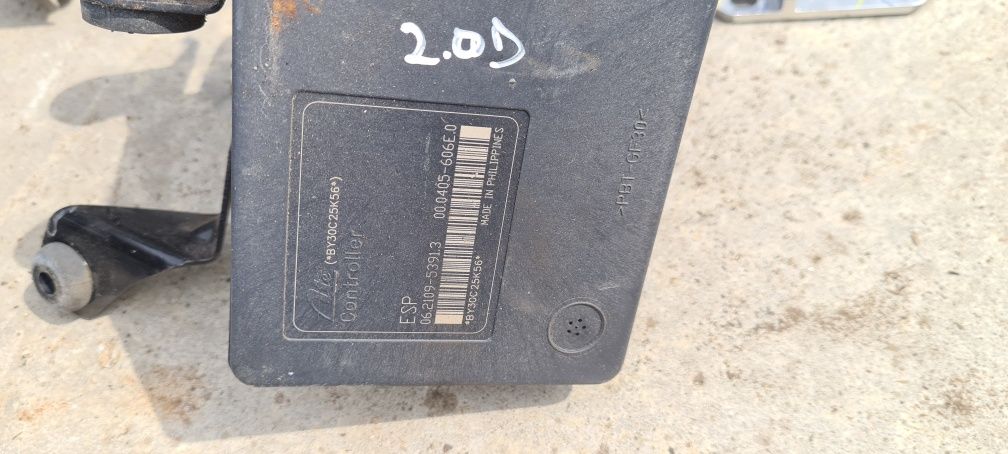 2.0D
Ate (*BY30C25K56*)
Controller
ESP
06.2109-5391.3 00.0405-606E.0
MADE IN PHILIPPINES
*BY30C25K56*
>PBT-GF30<